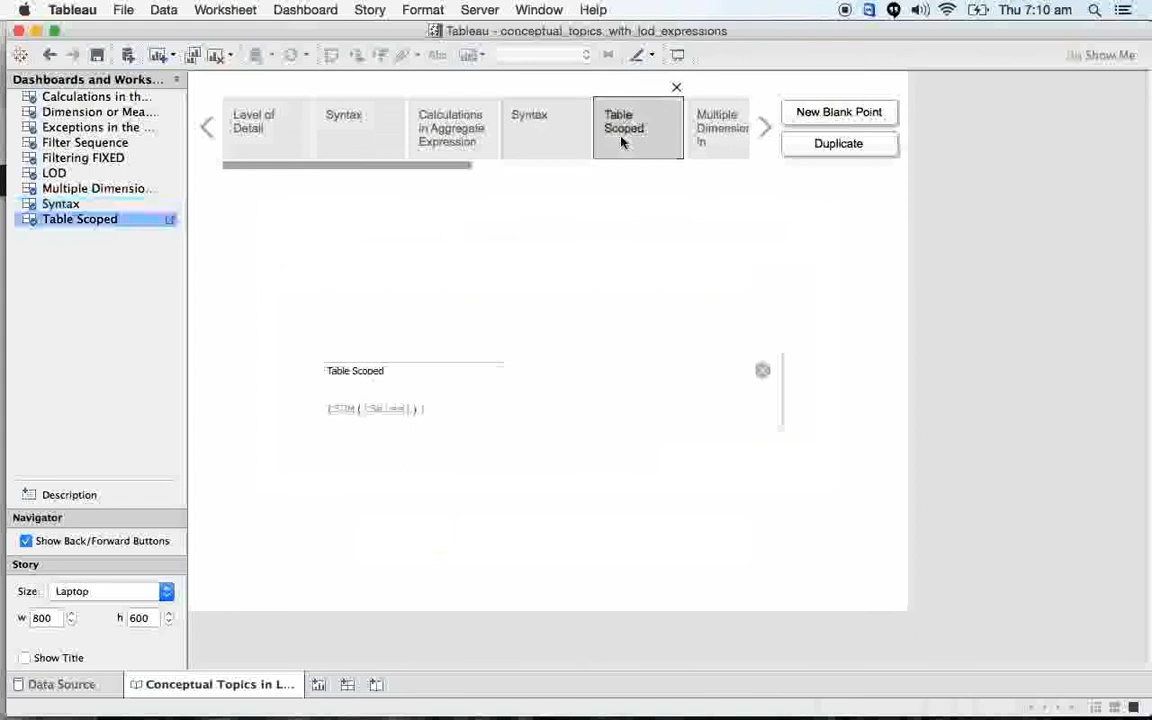 Tableau File Data Worksheet Dashboard Story Format Server Window Help Thu 7:10 am
Tableau - conceptual_topics_with_lod_expressions
Show Me
Dashboards and Works...
Calculations in th...
Dimension or Mea...
Exceptions in the ...
Filter Sequence
Filtering FIXED
LOD
Multiple Dimensio...
Syntax
Table Scoped
Level of
Detail
Syntax
Calculations
in Aggregate
Expression
Syntax
Table
Scoped
Multiple
Dimension
in
New Blank Point
Duplicate
Table Scoped
Description
Navigator
Show Back/Forward Buttons
Story
Size: Laptop
w 800 h 600
Show Title
Data Source
Conceptual Topics in L...